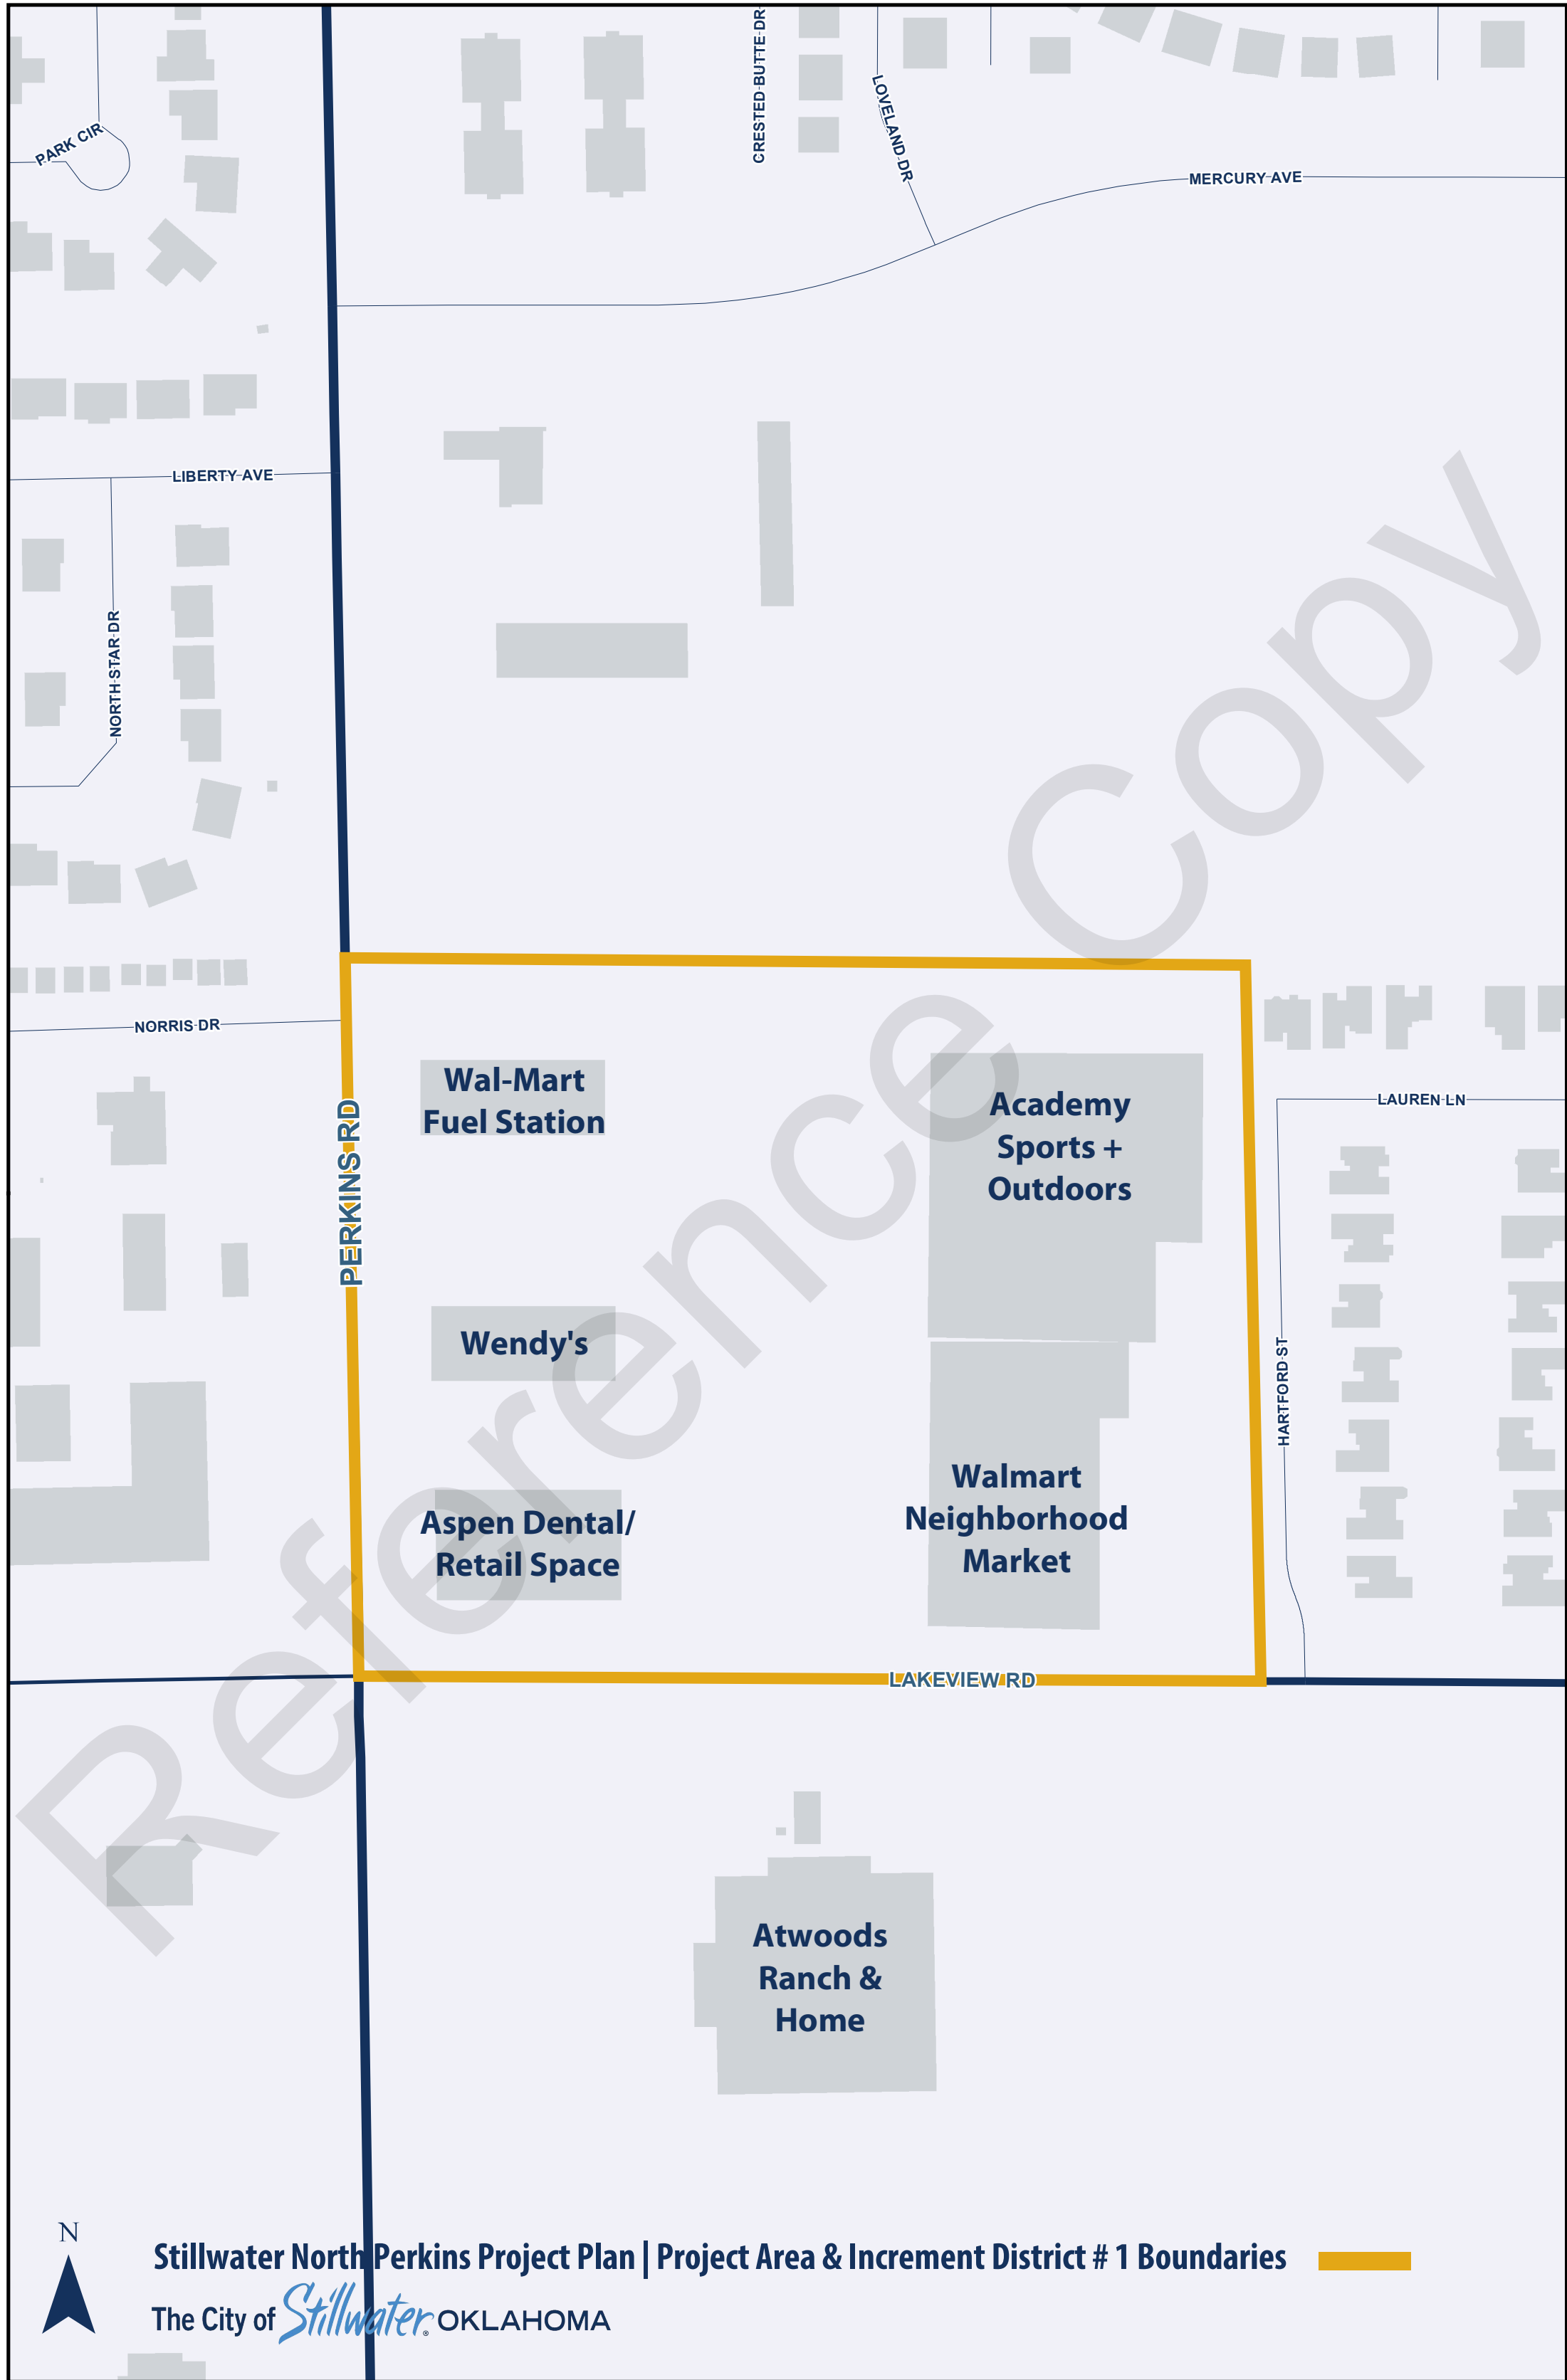 CRESTED BUTTE DR
LOVELAND DR
PARK CIR
MERCURY AVE
LIBERTY AVE
NORTH STAR DR
NORRIS DR
Wal-Mart
Fuel Station
Academy
Sports +
Outdoors
LAUREN LN
PERKINS RD
Wendy's
HARTFORD ST
Walmart
Neighborhood
Market
Aspen Dental/
Retail Space
LAKEVIEW RD
Reference Copy
Atwoods
Ranch &
Home
N
Stillwater North Perkins Project Plan | Project Area & Increment District # 1 Boundaries
The City of Stillwater® OKLAHOMA